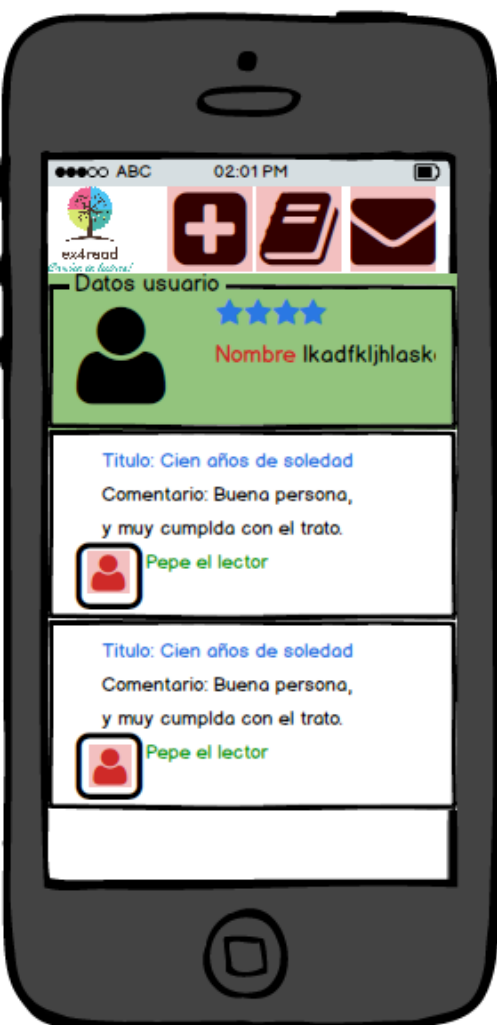 ABC 02:01 PM
ex4read
Datos usuario
Nombre lkadfkljhlask
Titulo: Cien años de soledad
Comentario: Buena persona,
y muy cumplda con el trato.
Pepe el lector
Titulo: Cien años de soledad
Comentario: Buena persona,
y muy cumplda con el trato.
Pepe el lector